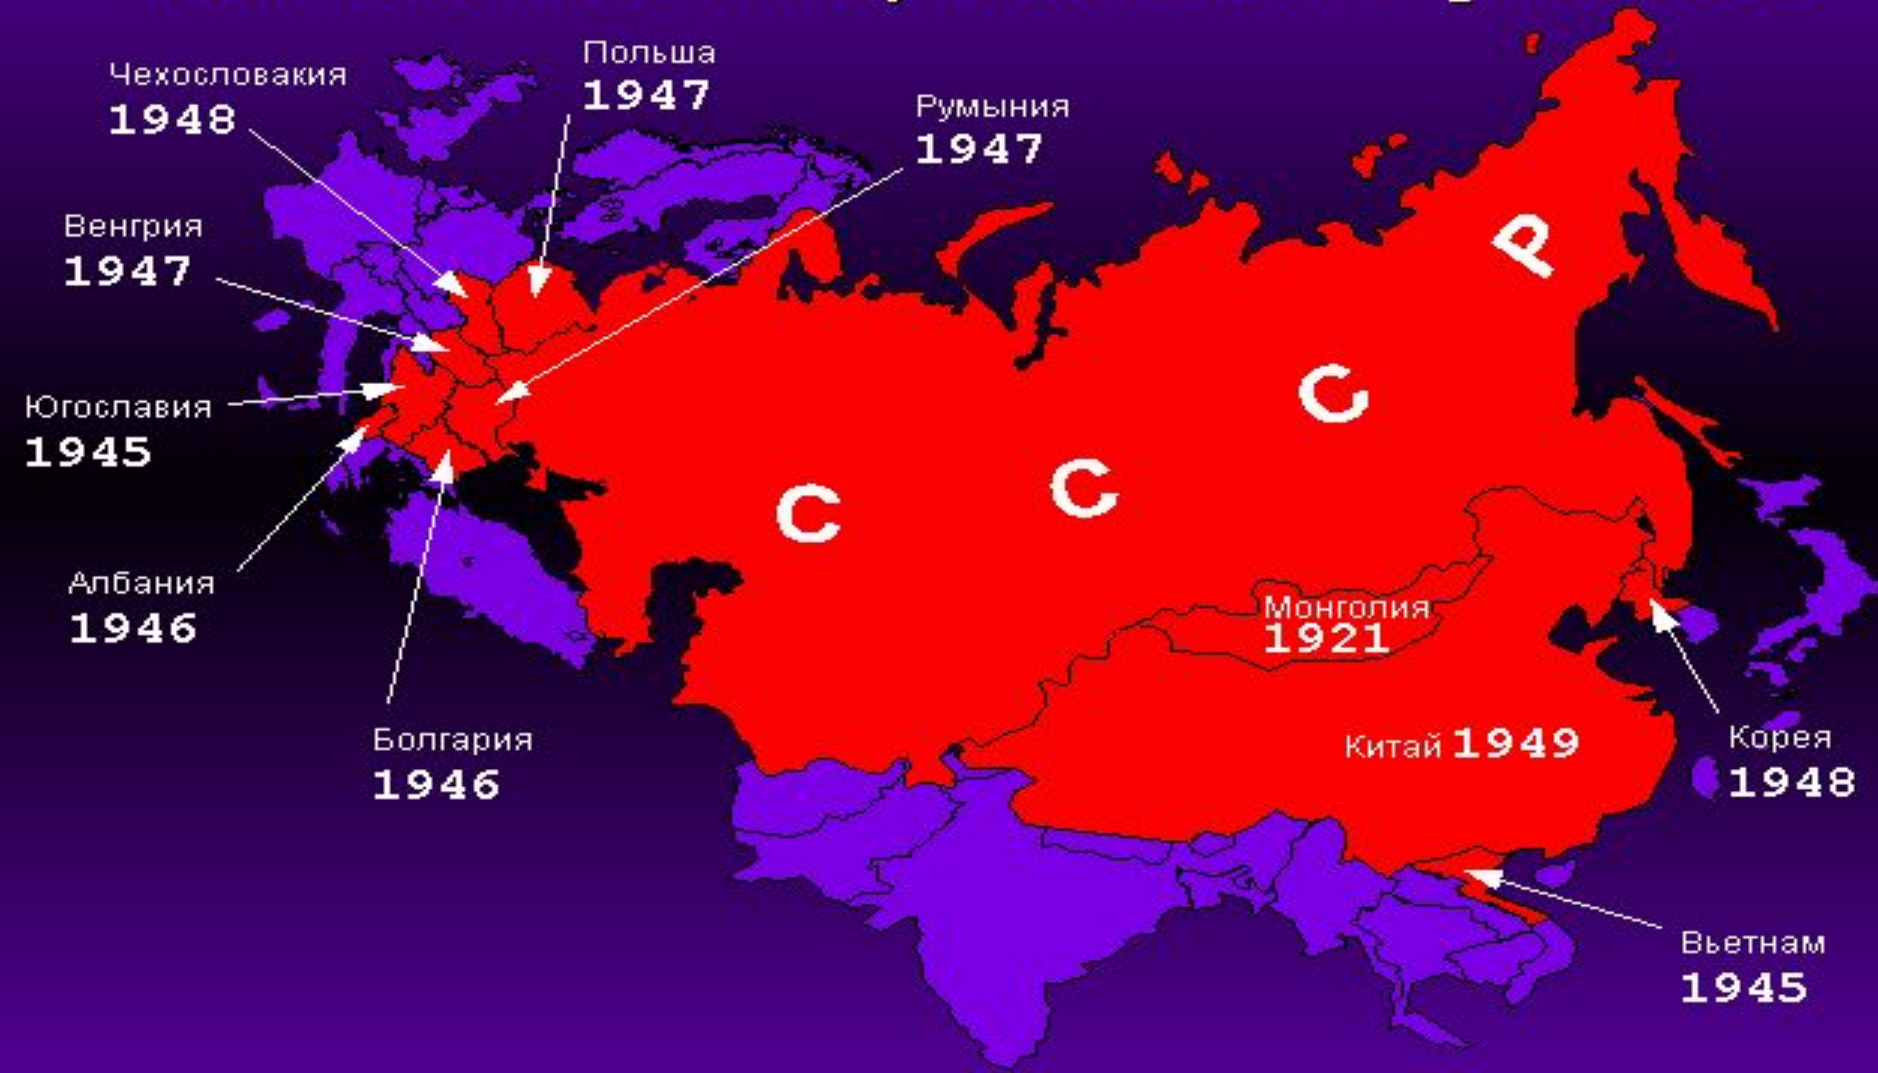 Чехословакия
1948
Польша
1947
Румыния
1947
Венгрия
1947
Югославия
1945
Албания
1946
Болгария
1946
С С С Р
Монголия
1921
Китай 1949
Корея
1948
Вьетнам
1945